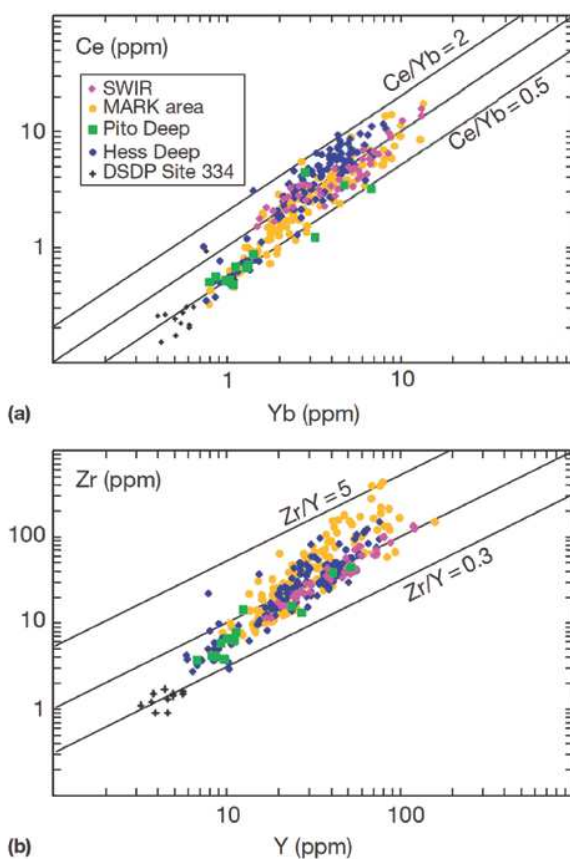 Ce (ppm)
Ce/Yb = 2
SWIR
MARK area
Pito Deep
Hess Deep
DSDP Site 334
Ce/Yb = 0.5
10
1
1
10
(a)
Yb (ppm)
Zr (ppm)
Zr/Y = 5
Zr/Y = 0.3
100
10
1
10
100
(b)
Y (ppm)